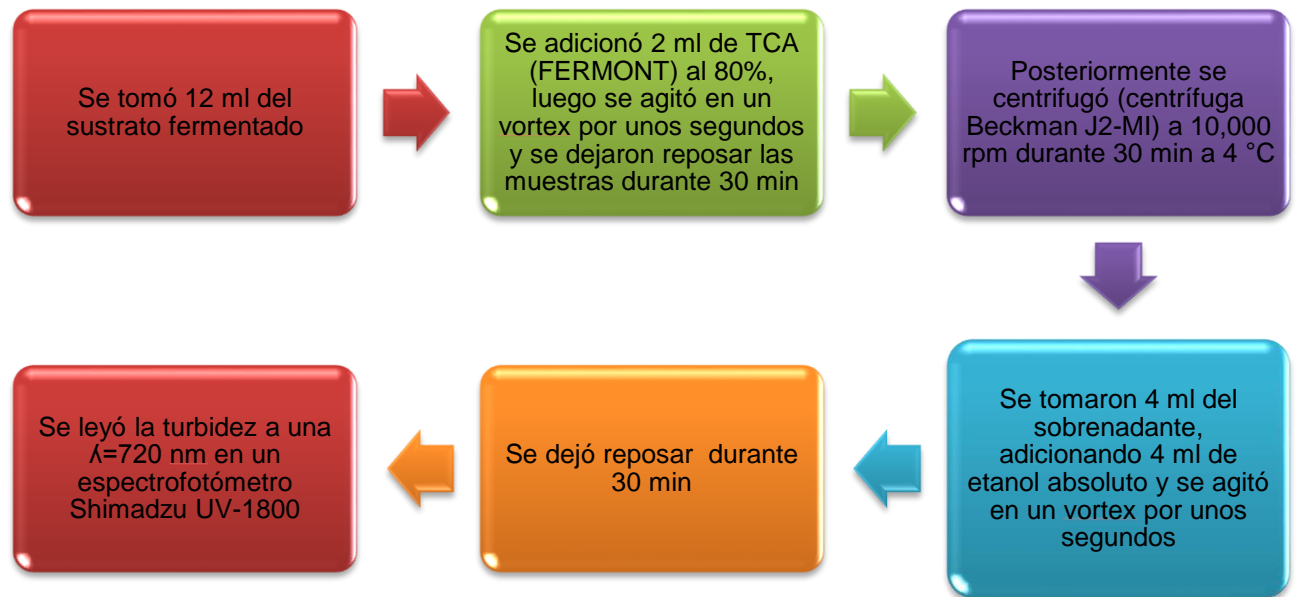 Se tomó 12 ml del
sustrato fermentado
Se adicionó 2 ml de TCA
(FERMONT) al 80%,
luego se agitó en un
vortex por unos segundos
y se dejaron reposar las
muestras durante 30 min
Posteriormente se
centrifugó (centrífuga
Beckman J2-MI) a 10,000
rpm durante 30 min a 4 °C
Se tomaron 4 ml del
sobrenadante,
adicionando 4 ml de
etanol absoluto y se agitó
en un vortex por unos
segundos
Se dejó reposar durante
30 min
Se leyó la turbidez a una
ʎ=720 nm en un
espectrofotómetro
Shimadzu UV-1800